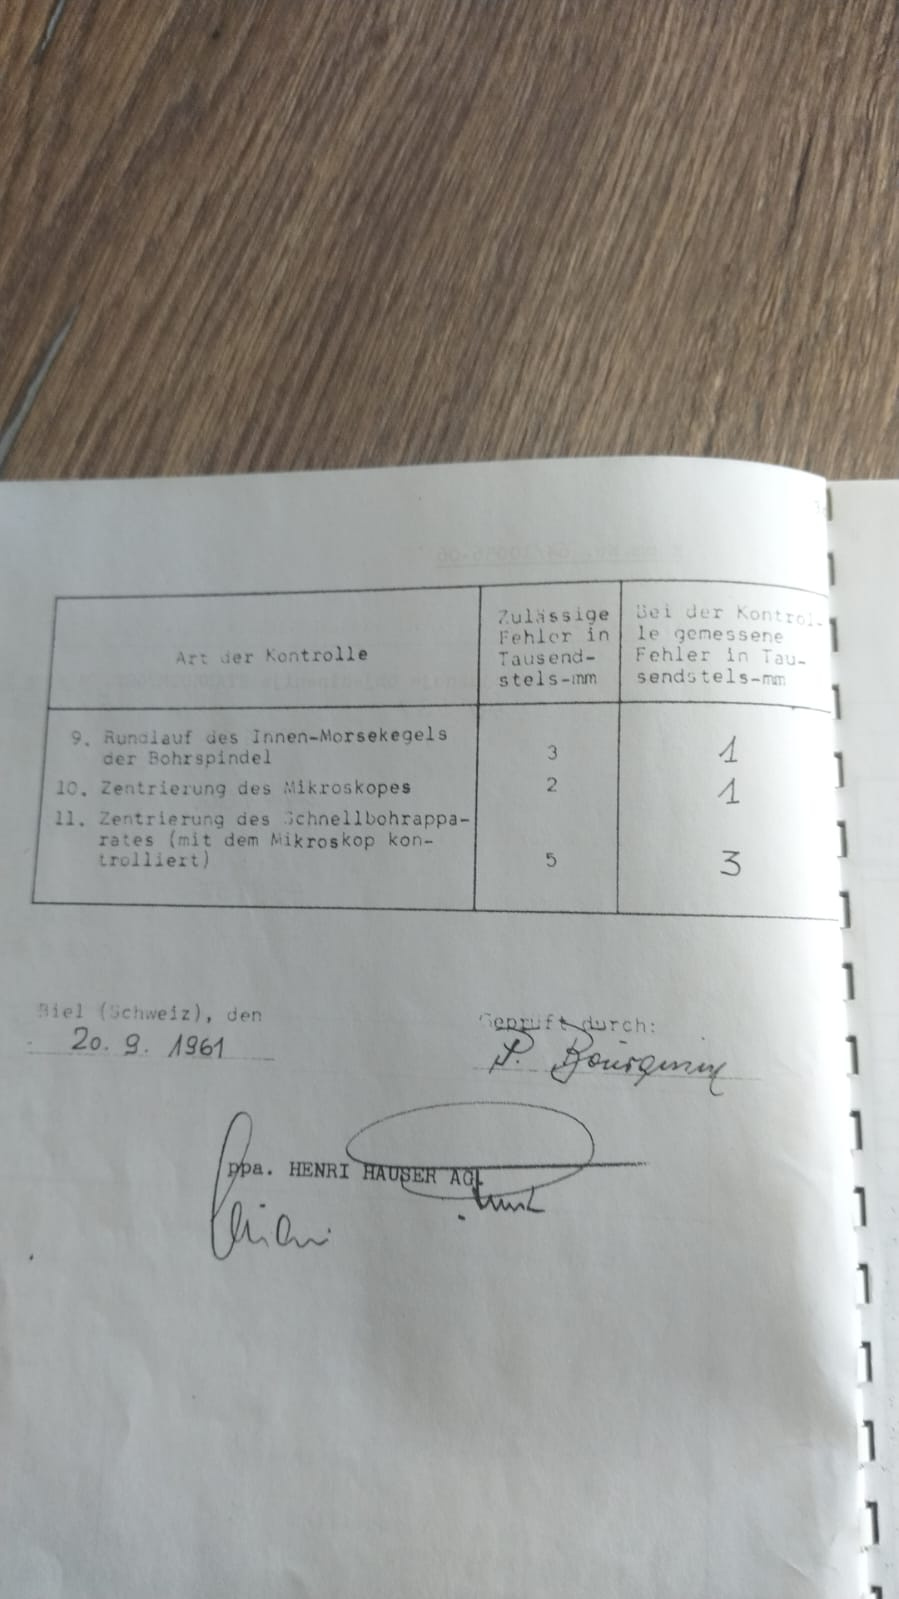 Art der Kontrolle
Zulässige
Fehler in
Tausend-
stels-mm
Bei der Kontrol-
le gemessene
Fehler in Tau-
sendstels-mm
9. Rundlauf des Innen-Morsekegels
der Bohrspindel
3
1
10. Zentrierung des Mikroskopes
2
1
11. Zentrierung des Schnellbohrappa-
rates (mit dem Mikroskop kon-
trolliert)
5
3
Biel (Schweiz), den
20. 9. 1961
Geprüft durch:
P.
ppa. HENRI HAUSER AG.